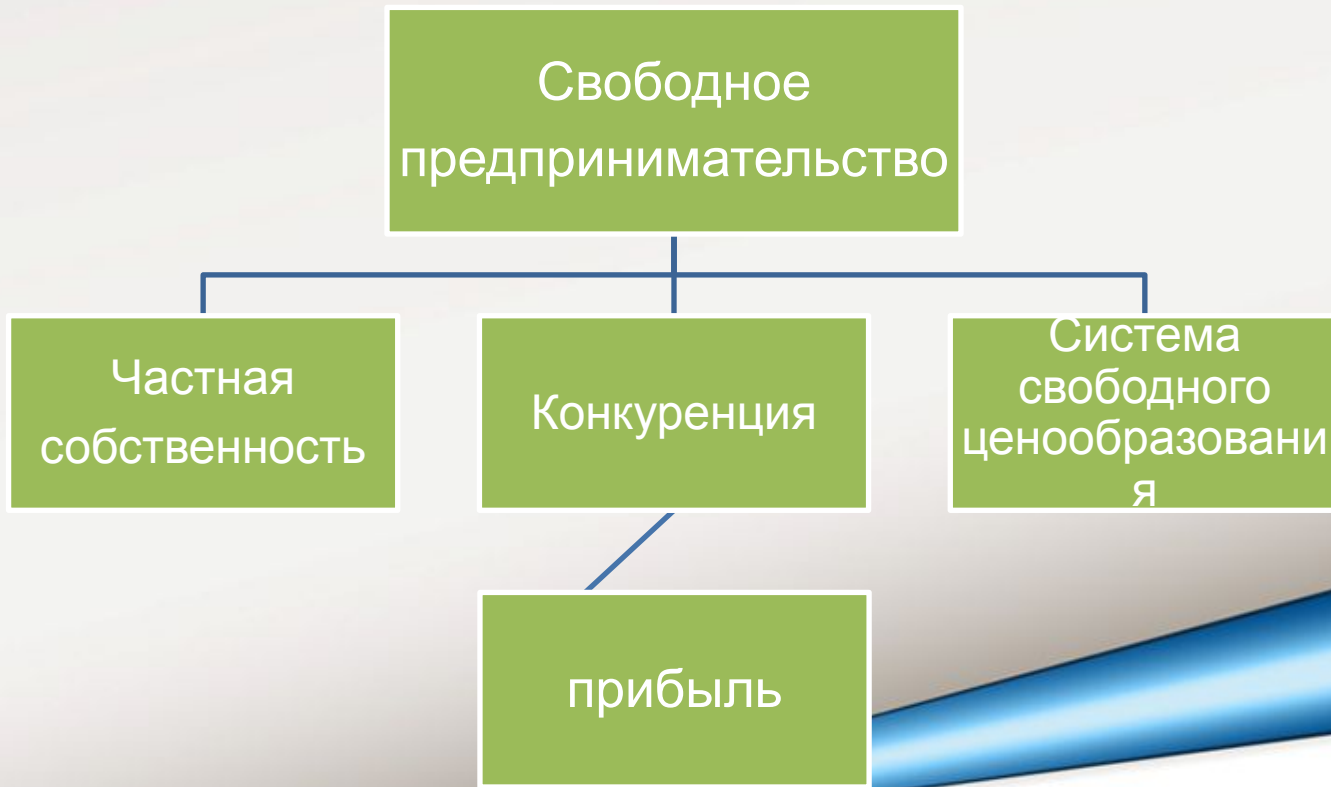 Свободное
предпринимательство
Частная
собственность
Конкуренция
Система
свободного
ценообразовани
я
прибыль